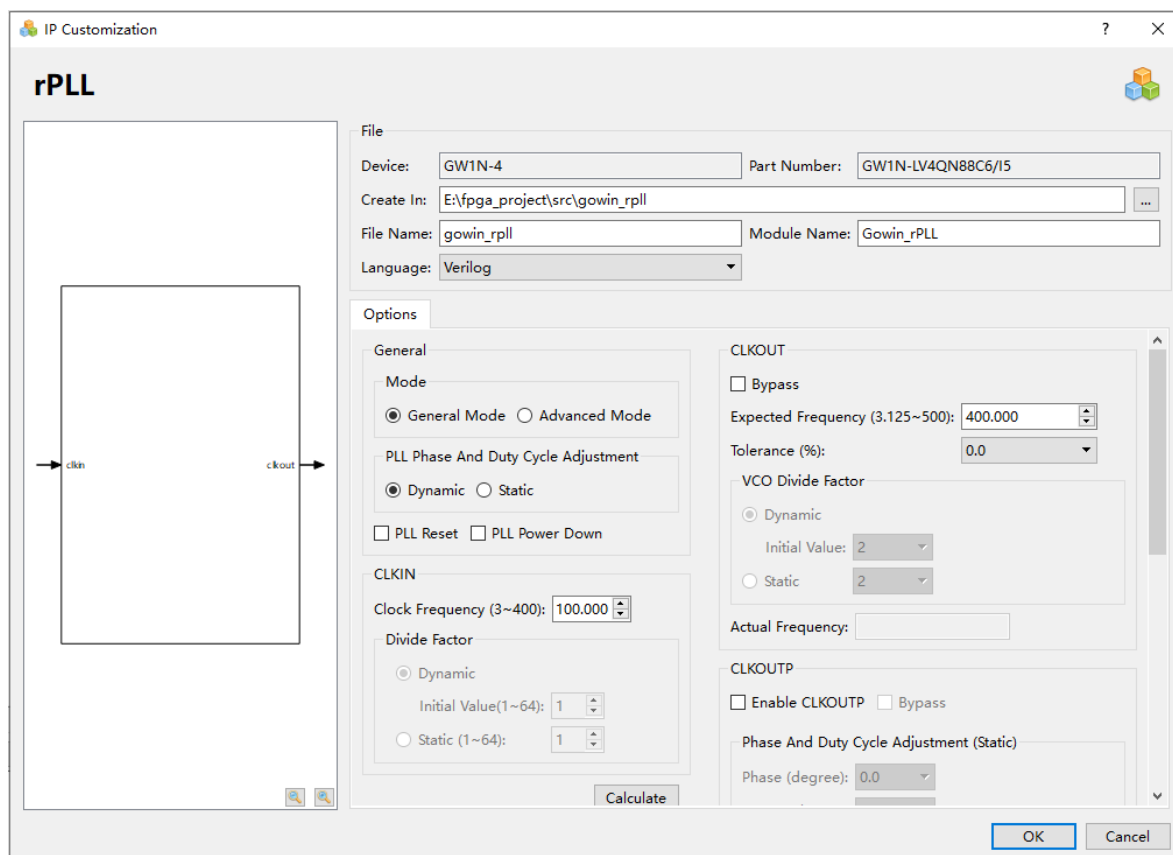 IP Customization
? ×
rPLL
clkin
clkout
File
Device: GW1N-4 Part Number: GW1N-LV4QN88C6/I5
Create In: E:\fpga_project\src\gowin_rpll ...
File Name: gowin_rpll Module Name: Gowin_rPLL
Language: Verilog
Options
General
Mode
General Mode Advanced Mode
PLL Phase And Duty Cycle Adjustment
Dynamic Static
PLL Reset PLL Power Down
CLKIN
Clock Frequency (3~400): 100.000
Divide Factor
Dynamic
Initial Value(1~64): 1
Static (1~64): 1
Calculate
CLKOUT
Bypass
Expected Frequency (3.125~500): 400.000
Tolerance (%): 0.0
VCO Divide Factor
Dynamic
Initial Value: 2
Static 2
Actual Frequency:
CLKOUTP
Enable CLKOUTP Bypass
Phase And Duty Cycle Adjustment (Static)
Phase (degree): 0.0
OK Cancel